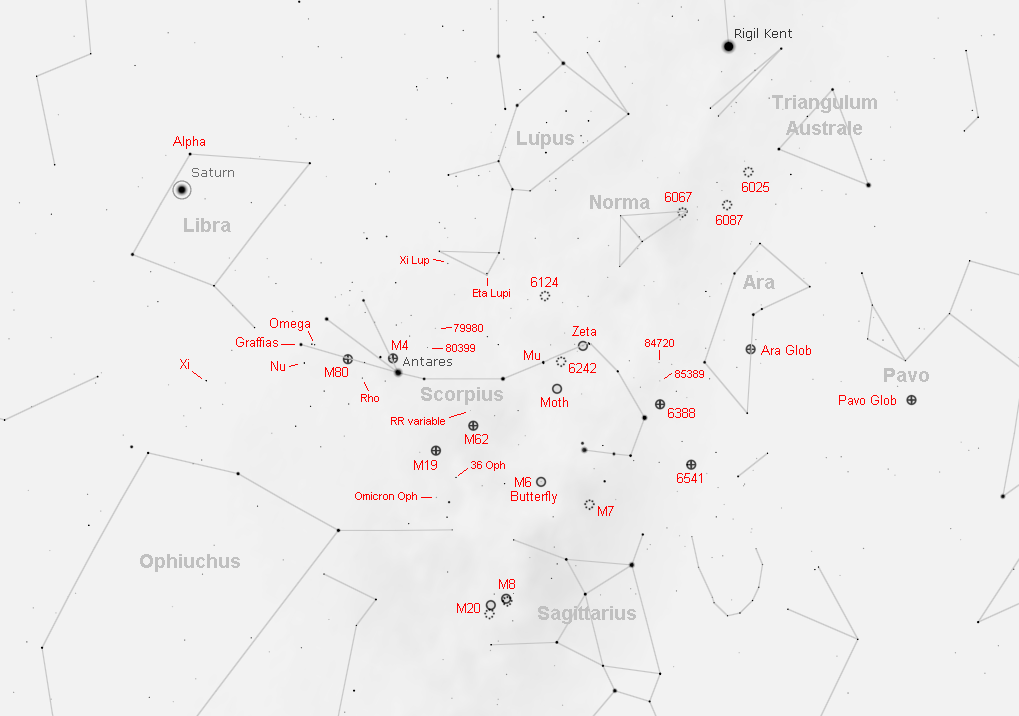 Rigil Kent
Triangulum
Australe
Lupus
Alpha
Saturn
6025
6067
Norma
6087
Libra
Xi Lup
Ara
6124
Eta Lupi
Omega
79980
Zeta
Graffias
M4
80399
84720
Ara Glob
Mu
Antares
Xi
Nu
M80
6242
85389
Pavo
Rho
Scorpius
Moth
Pavo Glob
6388
RR variable
M62
M19
36 Oph
6541
M6
Butterfly
Omicron Oph
M7
Ophiuchus
M8
M20
Sagittarius